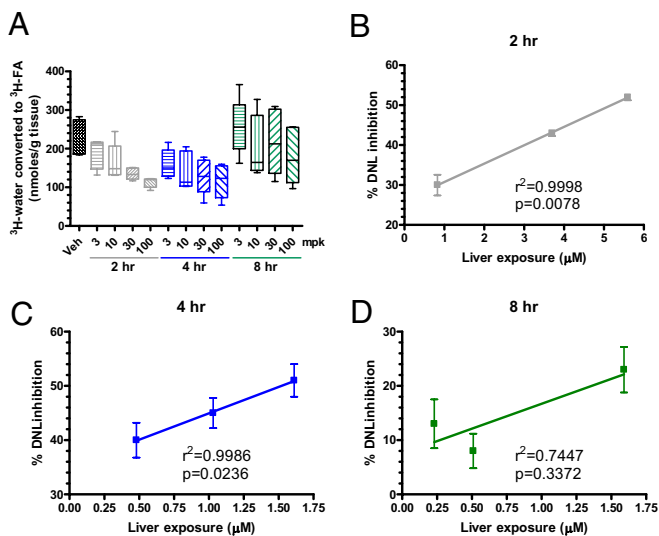 A
³H-water converted to ³H-FA
(nmoles/g tissue)
400
300
200
100
0
Veh
3
10
30
100
3
10
30
100
3
10
30
100
mpk
2 hr
4 hr
8 hr
B
2 hr
% DNL inhibition
60
50
40
30
20
r²=0.9998
p=0.0078
0
1
2
3
4
5
6
Liver exposure (µM)
C
4 hr
% DNLinhibition
60
50
40
30
r²=0.9986
p=0.0236
0.00
0.25
0.50
0.75
1.00
1.25
1.50
1.75
Liver exposure (µM)
D
8 hr
% DNL inhibition
30
20
10
0
r²=0.7447
p=0.3372
0.00
0.25
0.50
0.75
1.00
1.25
1.50
1.75
Liver exposure (µM)